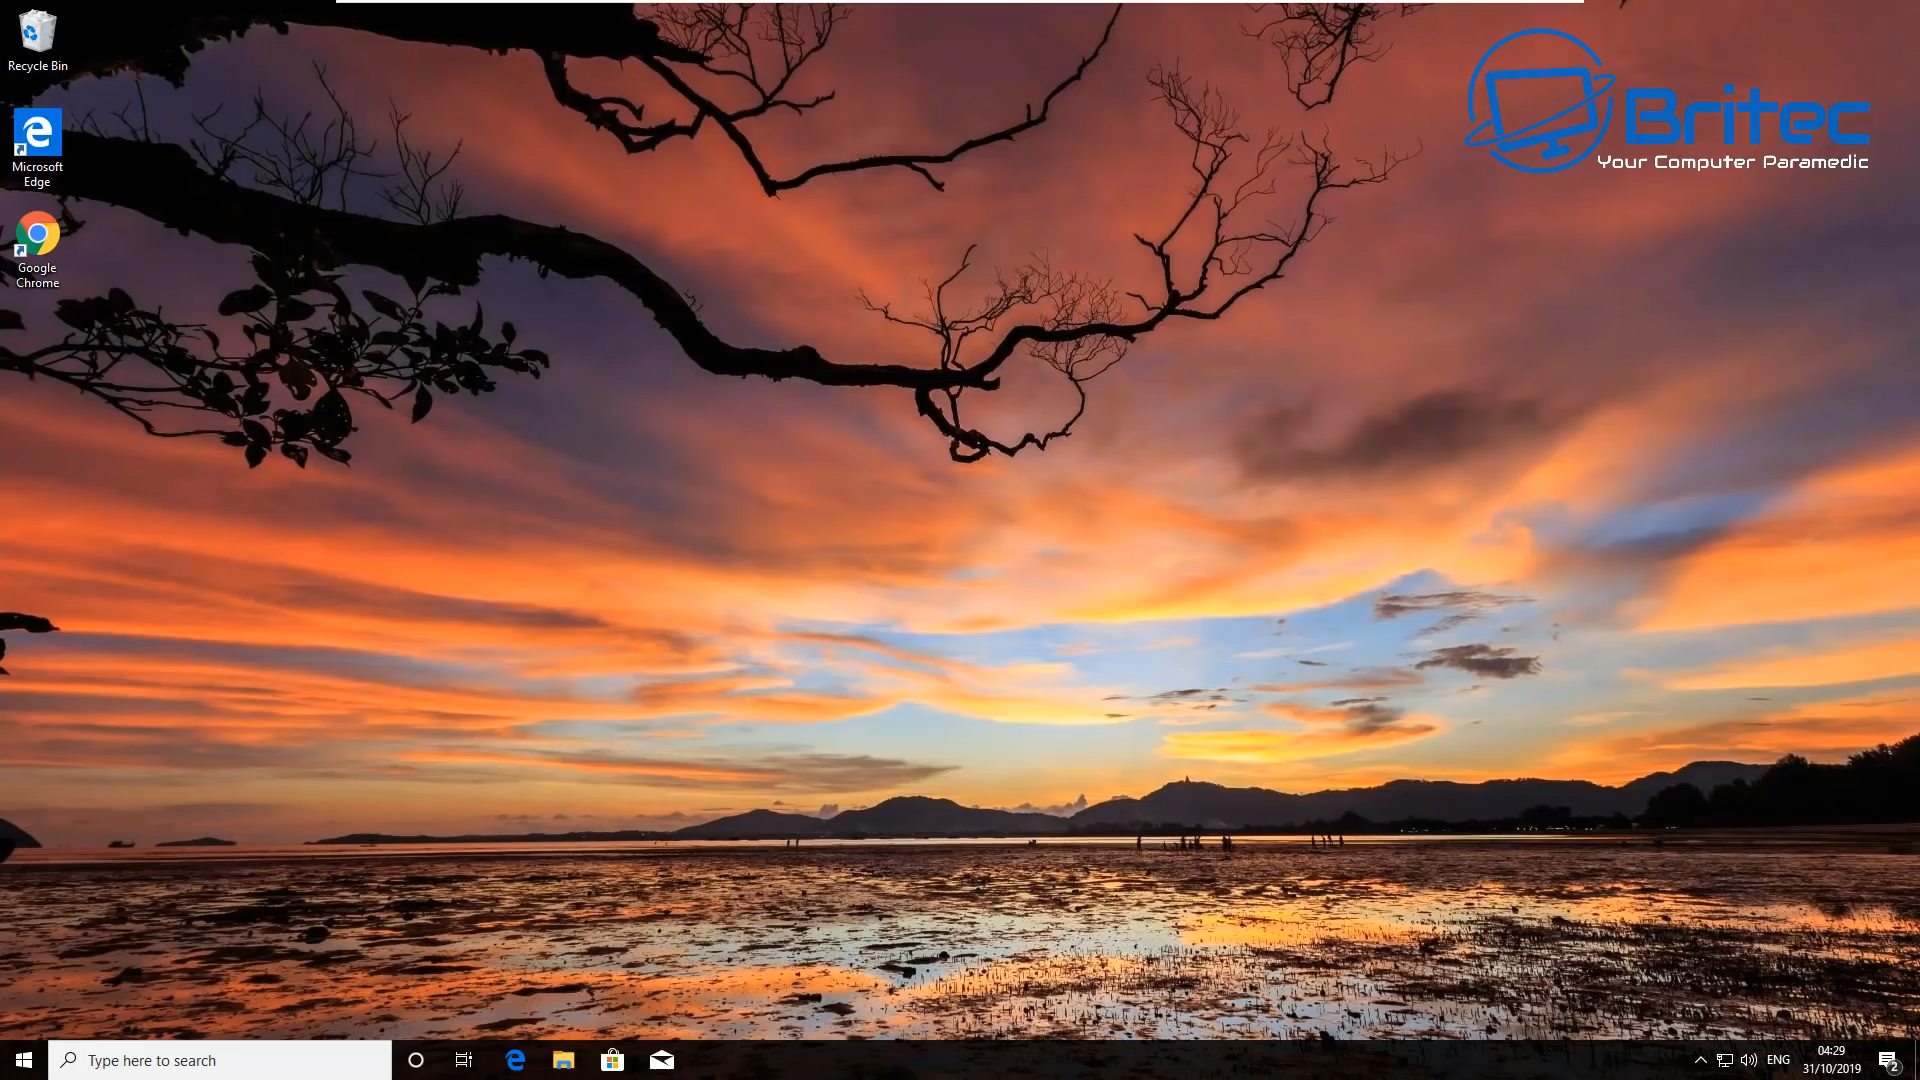 Recycle Bin
Britec
Your Computer Paramedic
Microsoft
Edge
Google
Chrome
Type here to search
ENG
04:29
31/10/2019
2